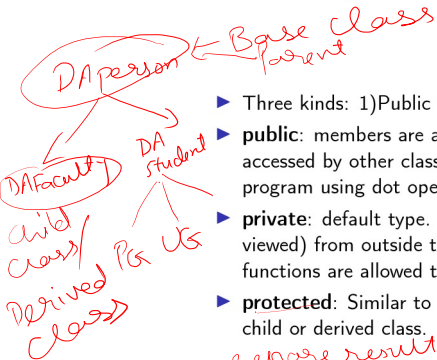 DAperson
Base Class
parent
DAFaculty
DA
student
child
class/
Derived
class
PG UG
Three kinds: 1)Public
public: members are a
accessed by other clas
program using dot ope
private: default type.
viewed) from outside t
functions are allowed t
protected: Similar to
child or derived class.
result